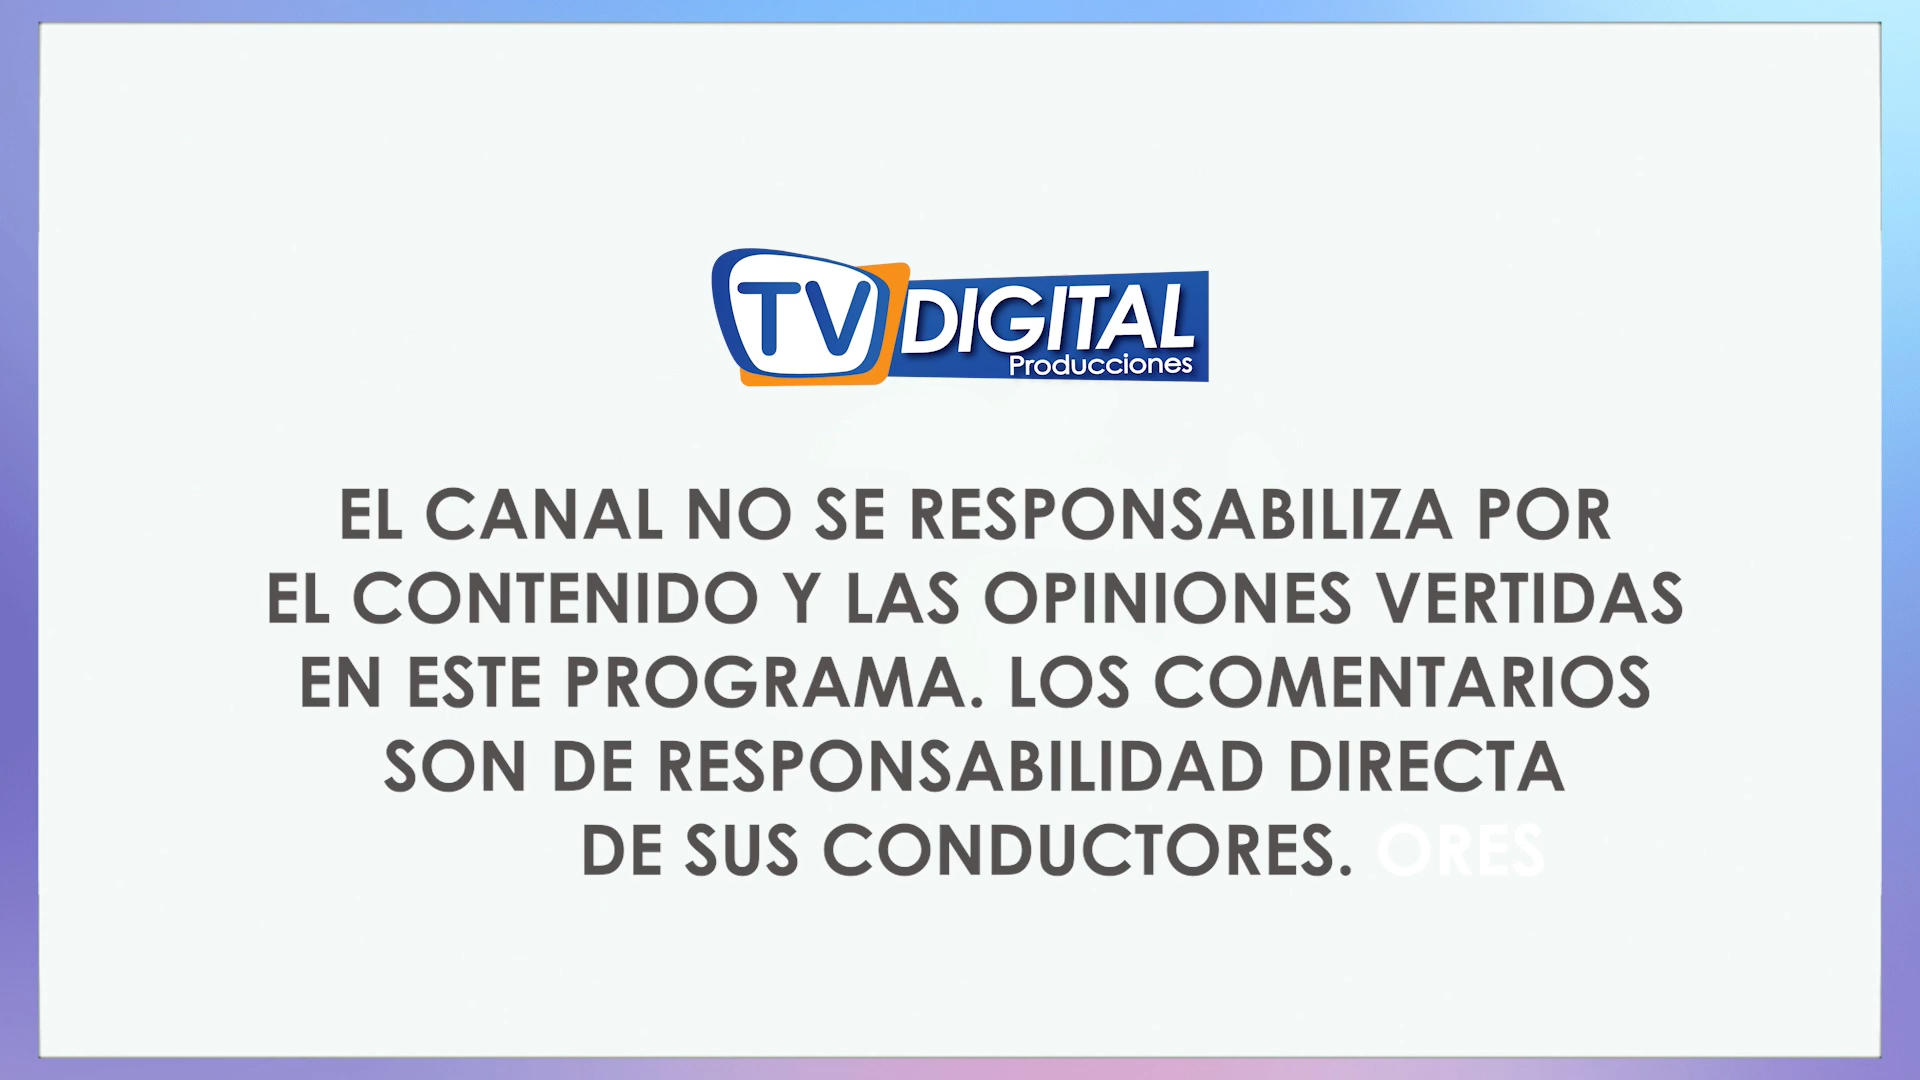 TV DIGITAL
Producciones
EL CANAL NO SE RESPONSABILIZA POR
EL CONTENIDO Y LAS OPINIONES VERTIDAS
EN ESTE PROGRAMA. LOS COMENTARIOS
SON DE RESPONSABILIDAD DIRECTA
DE SUS CONDUCTORES. ORES